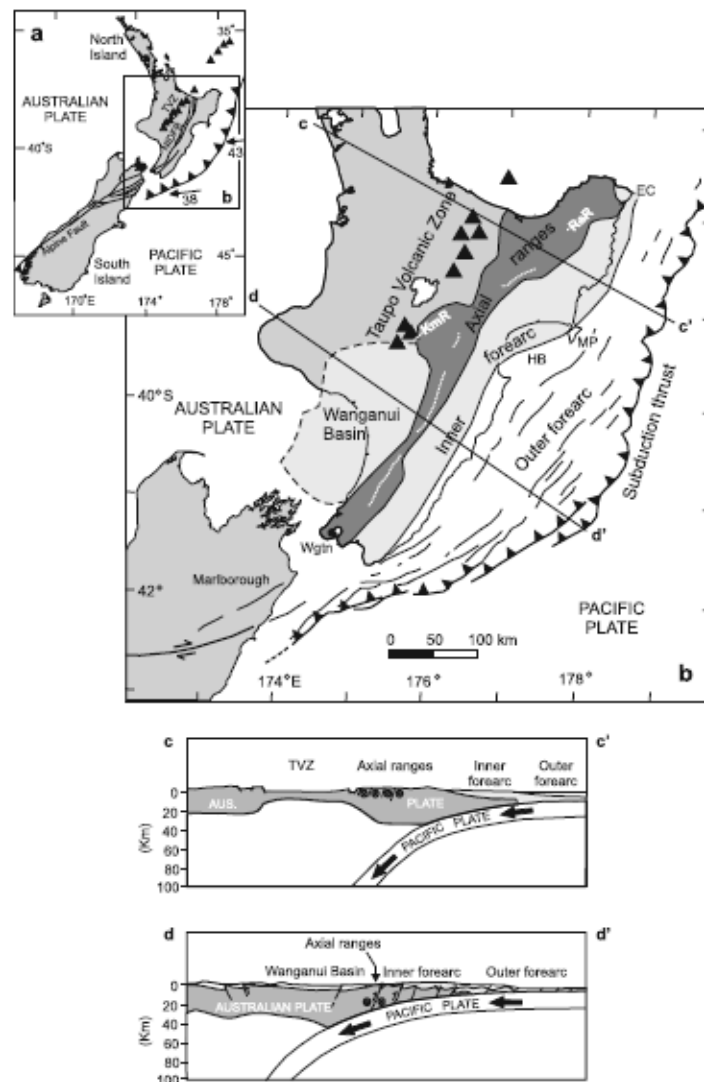 a
North
Island
35°
AUSTRALIAN
PLATE
TVZ
40°S
43
38
b
Alpine Fault
South
Island
PACIFIC
PLATE
45°
170°E
174°
178°
c
EC
RaR
ranges
Taupo Volcanic Zone
Axial
d
KmR
c'
forearc
MP
HB
40°S
AUSTRALIAN
PLATE
Wanganui
Basin
Inner
Outer forearc
Subduction thrust
d'
Wgtn
Marlborough
42°
PACIFIC
PLATE
0 50 100 km
174°E
176°
178°
b
c
c'
TVZ
Axial ranges
Inner
forearc
Outer
forearc
0
20
40
60
80
100
(Km)
AUS.
PLATE
PACIFIC PLATE
d
d'
Axial ranges
Wanganui Basin
Inner forearc
Outer forearc
0
20
40
60
80
100
(Km)
AUSTRALIAN PLATE
PACIFIC PLATE